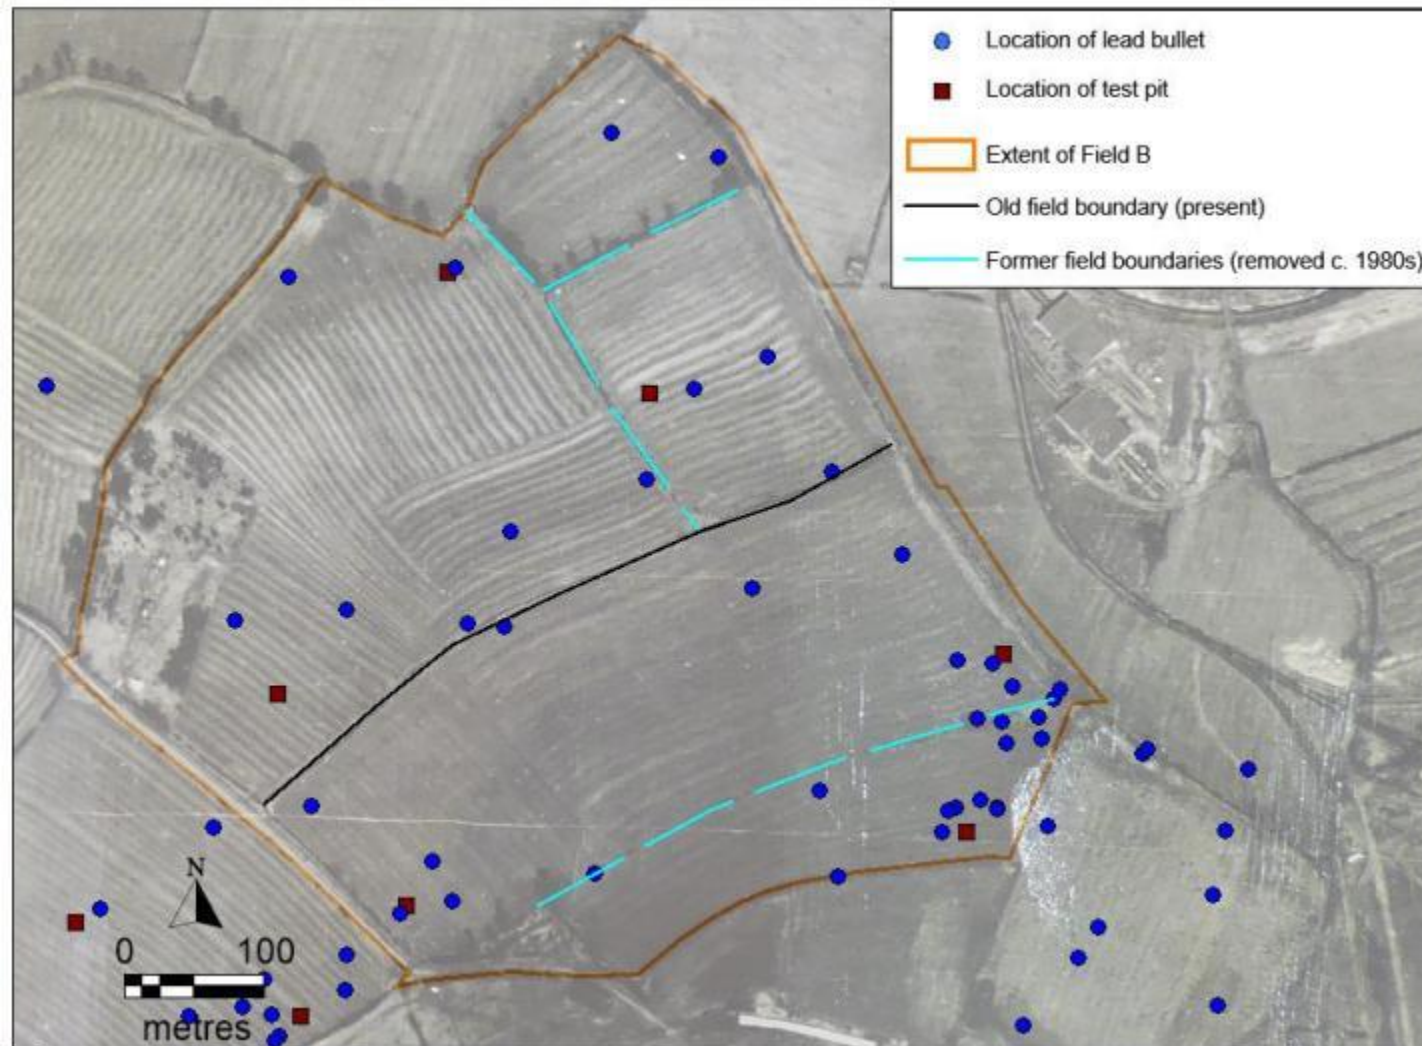 Location of lead bullet
Location of test pit
Extent of Field B
Old field boundary (present)
Former field boundaries (removed c. 1980s)
N
0 100
metres